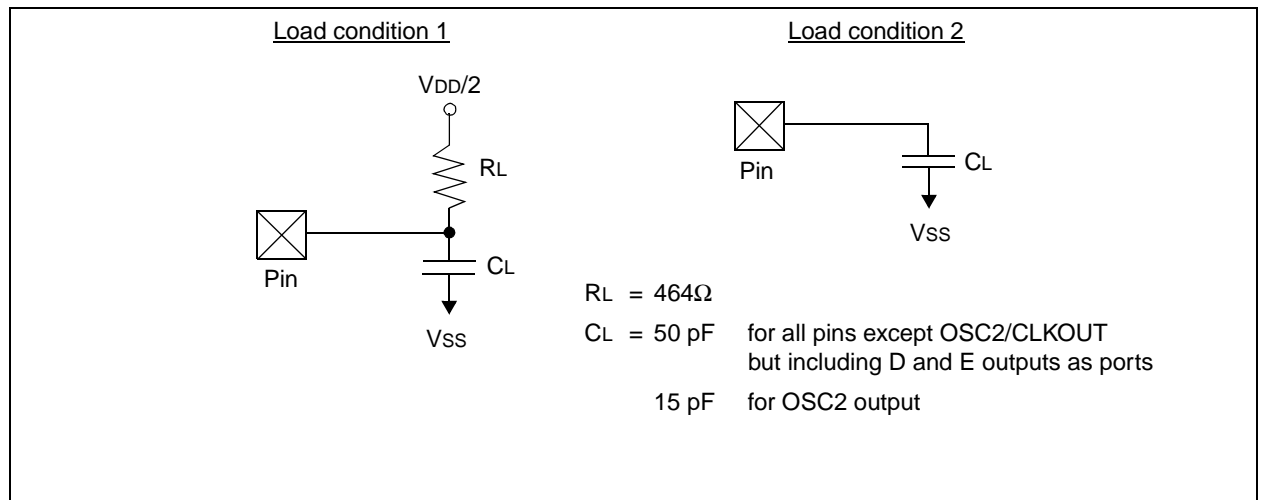 Load condition 1
VDD/2
RL
Pin
CL
VSS
Load condition 2
Pin
CL
VSS
RL = 464Ω
CL = 50 pF for all pins except OSC2/CLKOUT
but including D and E outputs as ports
15 pF for OSC2 output